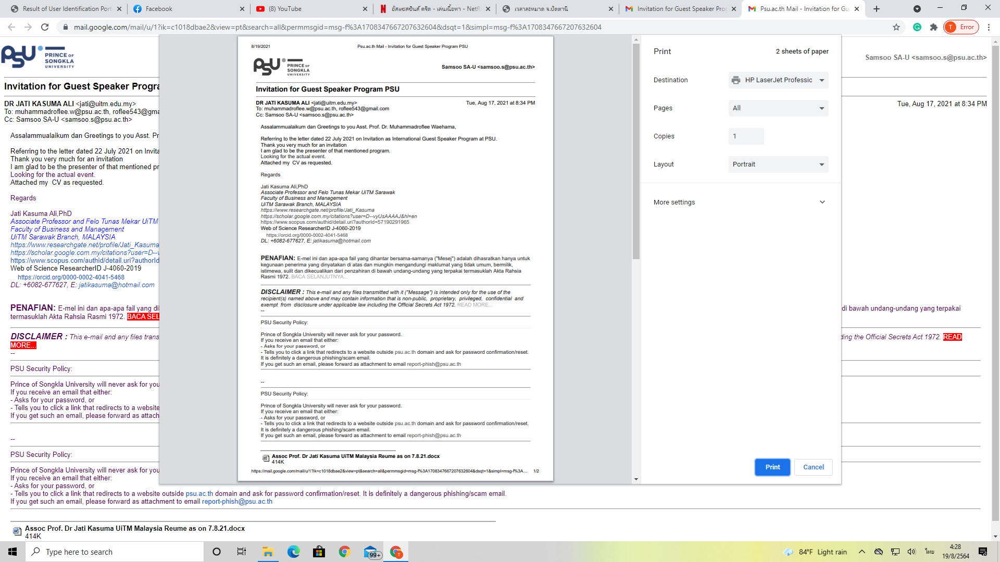 Result of User Identification Port
Facebook
(8) YouTube
อัสแซสซินส์ ครีด - เล่นเนื้อหา - Netfl
เวลาละหมาด จ.ปัตตานี
Invitation for Guest Speaker Prog
Psu.ac.th Mail - Invitation for Gu
mail.google.com/mail/u/1?ik=c1018dbae2&view=pt&search=all&permmsgid=msg-f%3A1708347667207632604&dsqt=1&simpl=msg-f%3A1708347667207632604
T Error
PSU PRINCE OF
SONGKLA
UNIVERSITY
Samsoo SA-U <samsoo.s@psu.ac.th>
Invitation for Guest Speaker Progra
DR JATI KASUMA ALI <jati@uitm.edu.my>
Tue, Aug 17, 2021 at 8:34 PM
To: muhammadroflee.w@psu.ac.th, roflee543@gma
Cc: Samsoo SA-U <samsoo.s@psu.ac.th>
Assalammualaikum dan Greetings to you Asst. Pr
Referring to the letter dated 22 July 2021 on Invita
Thank you very much for an invitation
I am glad to be the presenter of that mentioned pr
Looking for the actual event.
Attached my  CV as requested.
Regards
Jati Kasuma Ali,PhD
Associate Professor and Felo Tunas Mekar UiTM
Faculty of Business and Management
UiTM Sarawak Branch, MALAYSIA
https://www.researchgate.net/profile/Jati_Kasuma
https://scholar.google.com.my/citations?user=D--v
https://www.scopus.com/authid/detail.uri?authorId
Web of Science ResearcherID J-4060-2019
https://orcid.org/0000-0002-4041-5468
DL: +6082-677627, E: jatikasuma@hotmail.com
PENAFIAN: E-mel ini dan apa-apa fail yang di
di bawah undang-undang yang terpakai
termasuklah Akta Rahsia Rasmi 1972. BACA SEL
DISCLAIMER : This e-mail and any files trans
ding the Official Secrets Act 1972. READ
MORE...
--
PSU Security Policy:
Prince of Songkla University will never ask for you
If you receive an email that either:
- Asks for your password, or
- Tells you to click a link that redirects to a website
If you get such an email, please forward as attach
--
PSU Security Policy:
Prince of Songkla University will never ask for you
If you receive an email that either:
- Asks for your password, or
- Tells you to click a link that redirects to a website outside psu.ac.th domain and ask for password confirmation/reset. It is definitely a dangerous phishing/scam email.
If you get such an email, please forward as attachment to email report-phish@psu.ac.th
Assoc Prof. Dr Jati Kasuma UiTM Malaysia Reume as on 7.8.21.docx
414K
8/19/2021
Psu.ac.th Mail - Invitation for Guest Speaker Program PSU
PSU PRINCE OF
SONGKLA
UNIVERSITY
Samsoo SA-U <samsoo.s@psu.ac.th>
Invitation for Guest Speaker Program PSU
DR JATI KASUMA ALI <jati@uitm.edu.my>
Tue, Aug 17, 2021 at 8:34 PM
To: muhammadroflee.w@psu.ac.th, roflee543@gmail.com
Cc: Samsoo SA-U <samsoo.s@psu.ac.th>
Assalammualaikum dan Greetings to you Asst. Prof. Dr. Muhammadroflee Waehama,
Referring to the letter dated 22 July 2021 on Invitation as International Guest Speaker Program at PSU.
Thank you very much for an invitation
I am glad to be the presenter of that mentioned program.
Looking for the actual event.
Attached my  CV as requested.
Regards
Jati Kasuma Ali,PhD
Associate Professor and Felo Tunas Mekar UiTM Sarawak
Faculty of Business and Management
UiTM Sarawak Branch, MALAYSIA
https://www.researchgate.net/profile/Jati_Kasuma
https://scholar.google.com.my/citations?user=D--vyUsAAAAJ&hl=en
https://www.scopus.com/authid/detail.uri?authorId=57190291965
Web of Science ResearcherID J-4060-2019
https://orcid.org/0000-0002-4041-5468
DL: +6082-677627, E: jatikasuma@hotmail.com
PENAFIAN: E-mel ini dan apa-apa fail yang dihantar bersama-samanya ("Mesej") adalah dihasratkan hanya untuk
kegunaan penerima yang dinyatakan di atas dan mungkin mengandungi maklumat yang tidak umum, bermilik,
istimewa, sulit dan dikecualikan dari penzahiran di bawah undang-undang yang terpakai termasuklah Akta Rahsia
Rasmi 1972. BACA SELANJUTNYA...
DISCLAIMER : This e-mail and any files transmitted with it ("Message") is intended only for the use of the
recipient(s) named above and may contain information that is non-public, proprietary, privileged, confidential and
exempt from disclosure under applicable law including the Official Secrets Act 1972. READ MORE...
--
PSU Security Policy:
Prince of Songkla University will never ask for your password.
If you receive an email that either:
- Asks for your password, or
- Tells you to click a link that redirects to a website outside psu.ac.th domain and ask for password confirmation/reset.
It is definitely a dangerous phishing/scam email.
If you get such an email, please forward as attachment to email report-phish@psu.ac.th
--
PSU Security Policy:
Prince of Songkla University will never ask for your password.
If you receive an email that either:
- Asks for your password, or
- Tells you to click a link that redirects to a website outside psu.ac.th domain and ask for password confirmation/reset.
It is definitely a dangerous phishing/scam email.
If you get such an email, please forward as attachment to email report-phish@psu.ac.th
Assoc Prof. Dr Jati Kasuma UiTM Malaysia Reume as on 7.8.21.docx
414K
https://mail.google.com/mail/u/1?ik=c1018dbae2&view=pt&search=all&permmsgid=msg-f%3A1708347667207632604&dsqt=1&simpl=msg-f%3A...
1/2
Print
2 sheets of paper
Destination
HP LaserJet Professio
Pages
All
Copies
1
Layout
Portrait
More settings
Print
Cancel
Type here to search
99+
T
84°F Light rain
ไทย
4:28
19/8/2564